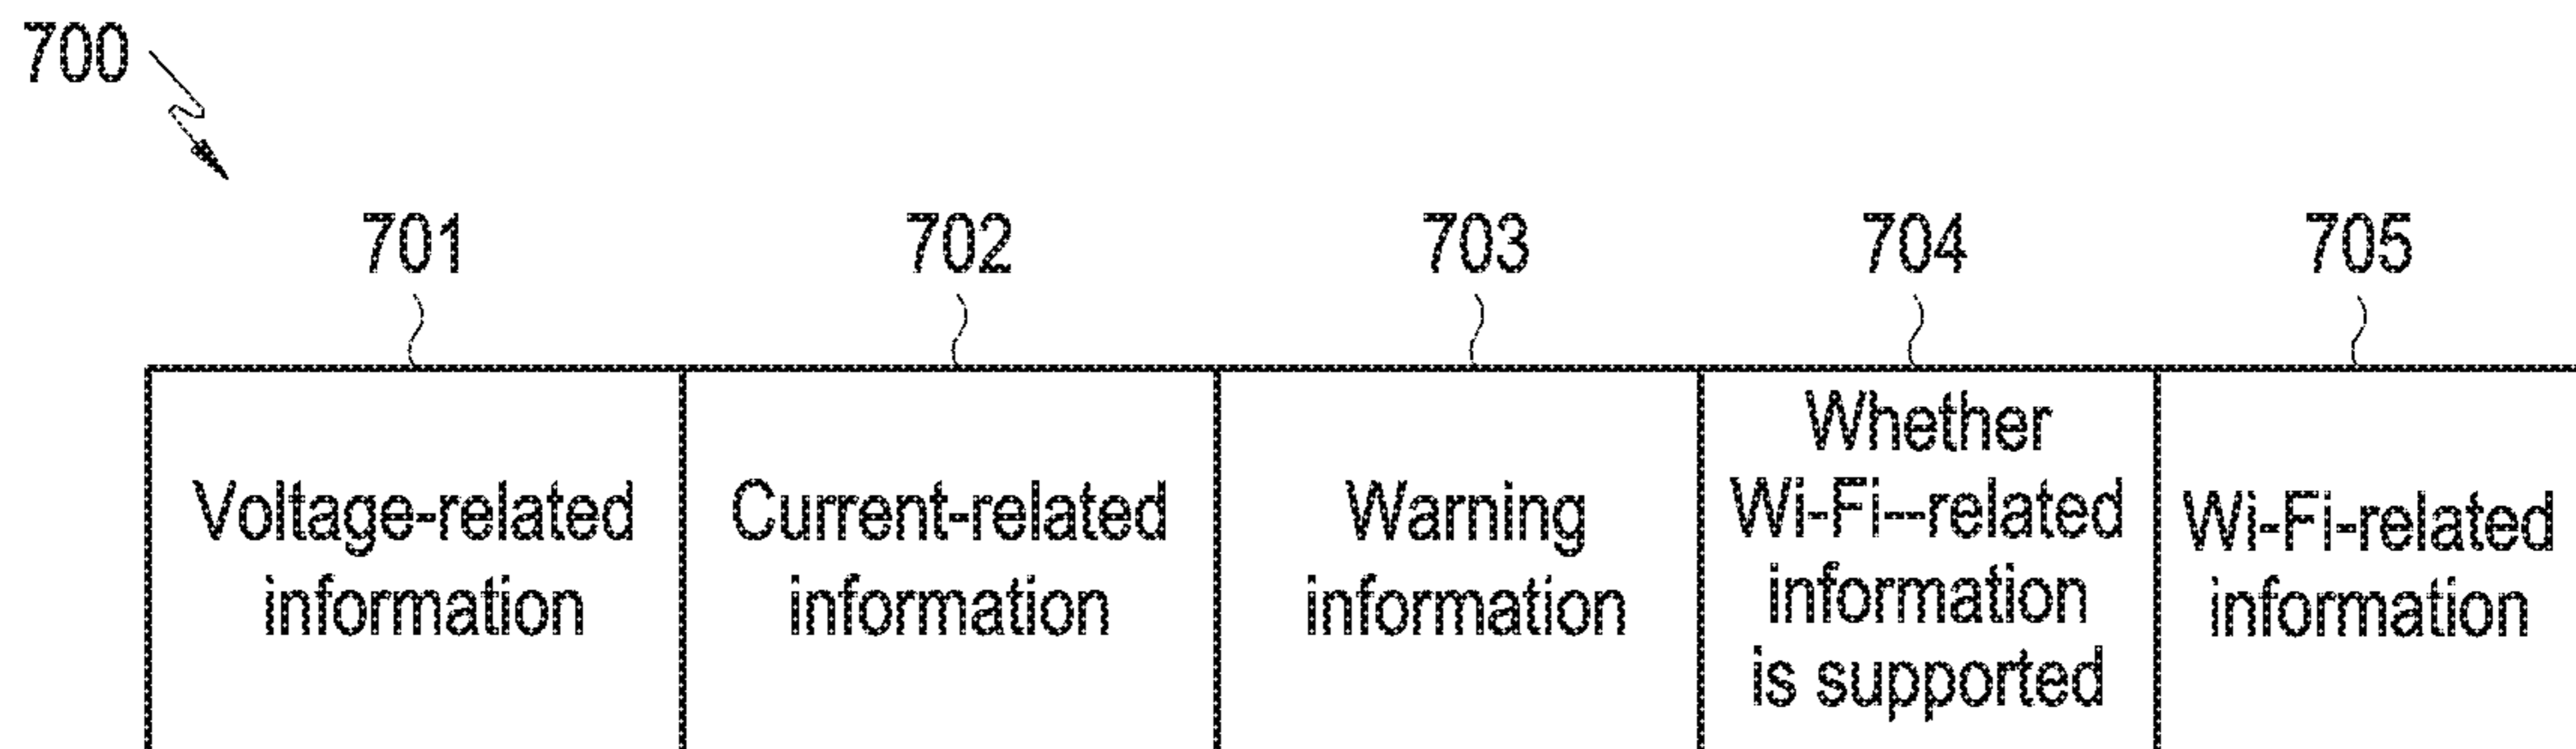 700
701
702
703
704
705
Voltage-related
information
Current-related
information
Warning
information
Whether
Wi-Fi--related
information
is supported
Wi-Fi-related
information